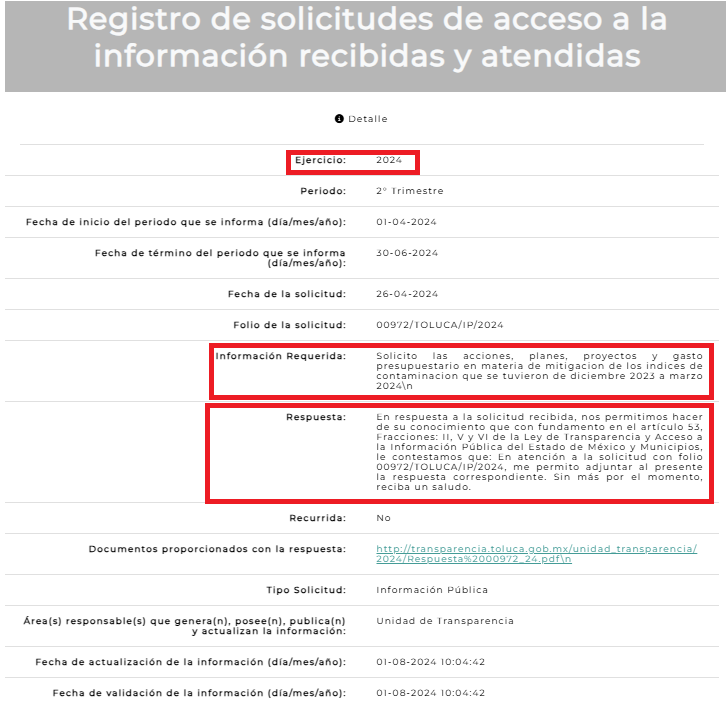 Registro de solicitudes de acceso a la
información recibidas y atendidas
Detalle
Ejercicio: 2024
Periodo: 2° Trimestre
Fecha de inicio del periodo que se informa (día/mes/año): 01-04-2024
Fecha de término del periodo que se informa
(día/mes/año):
30-06-2024
Fecha de la solicitud: 26-04-2024
Folio de la solicitud: 00972/TOLUCA/IP/2024
Información Requerida: Solicito las acciones, planes, proyectos y gasto
presupuestario en materia de mitigacion de los indices de
contaminacion que se tuvieron de diciembre 2023 a marzo
2024\n
Respuesta: En respuesta a la solicitud recibida, nos permitimos hacer
de su conocimiento que con fundamento en el artículo 53,
Fracciones: II, V y VI de la Ley de Transparencia y Acceso a
la Información Pública del Estado de México y Municipios,
le contestamos que: En atención a la solicitud con folio
00972/TOLUCA/IP/2024, me permito adjuntar al presente
la respuesta correspondiente. Sin más por el momento,
reciba un saludo.
Recurrida: No
Documentos proporcionados con la respuesta: http://transparencia.toluca.gob.mx/unidad_transparencia/
2024/Respuesta%2000972_24.pdf\n
Tipo Solicitud: Información Pública
Área(s) responsable(s) que genera(n), posee(n), publica(n)
y actualizan la información:
Unidad de Transparencia
Fecha de actualización de la información (día/mes/año): 01-08-2024 10:04:42
Fecha de validación de la información (día/mes/año): 01-08-2024 10:04:42